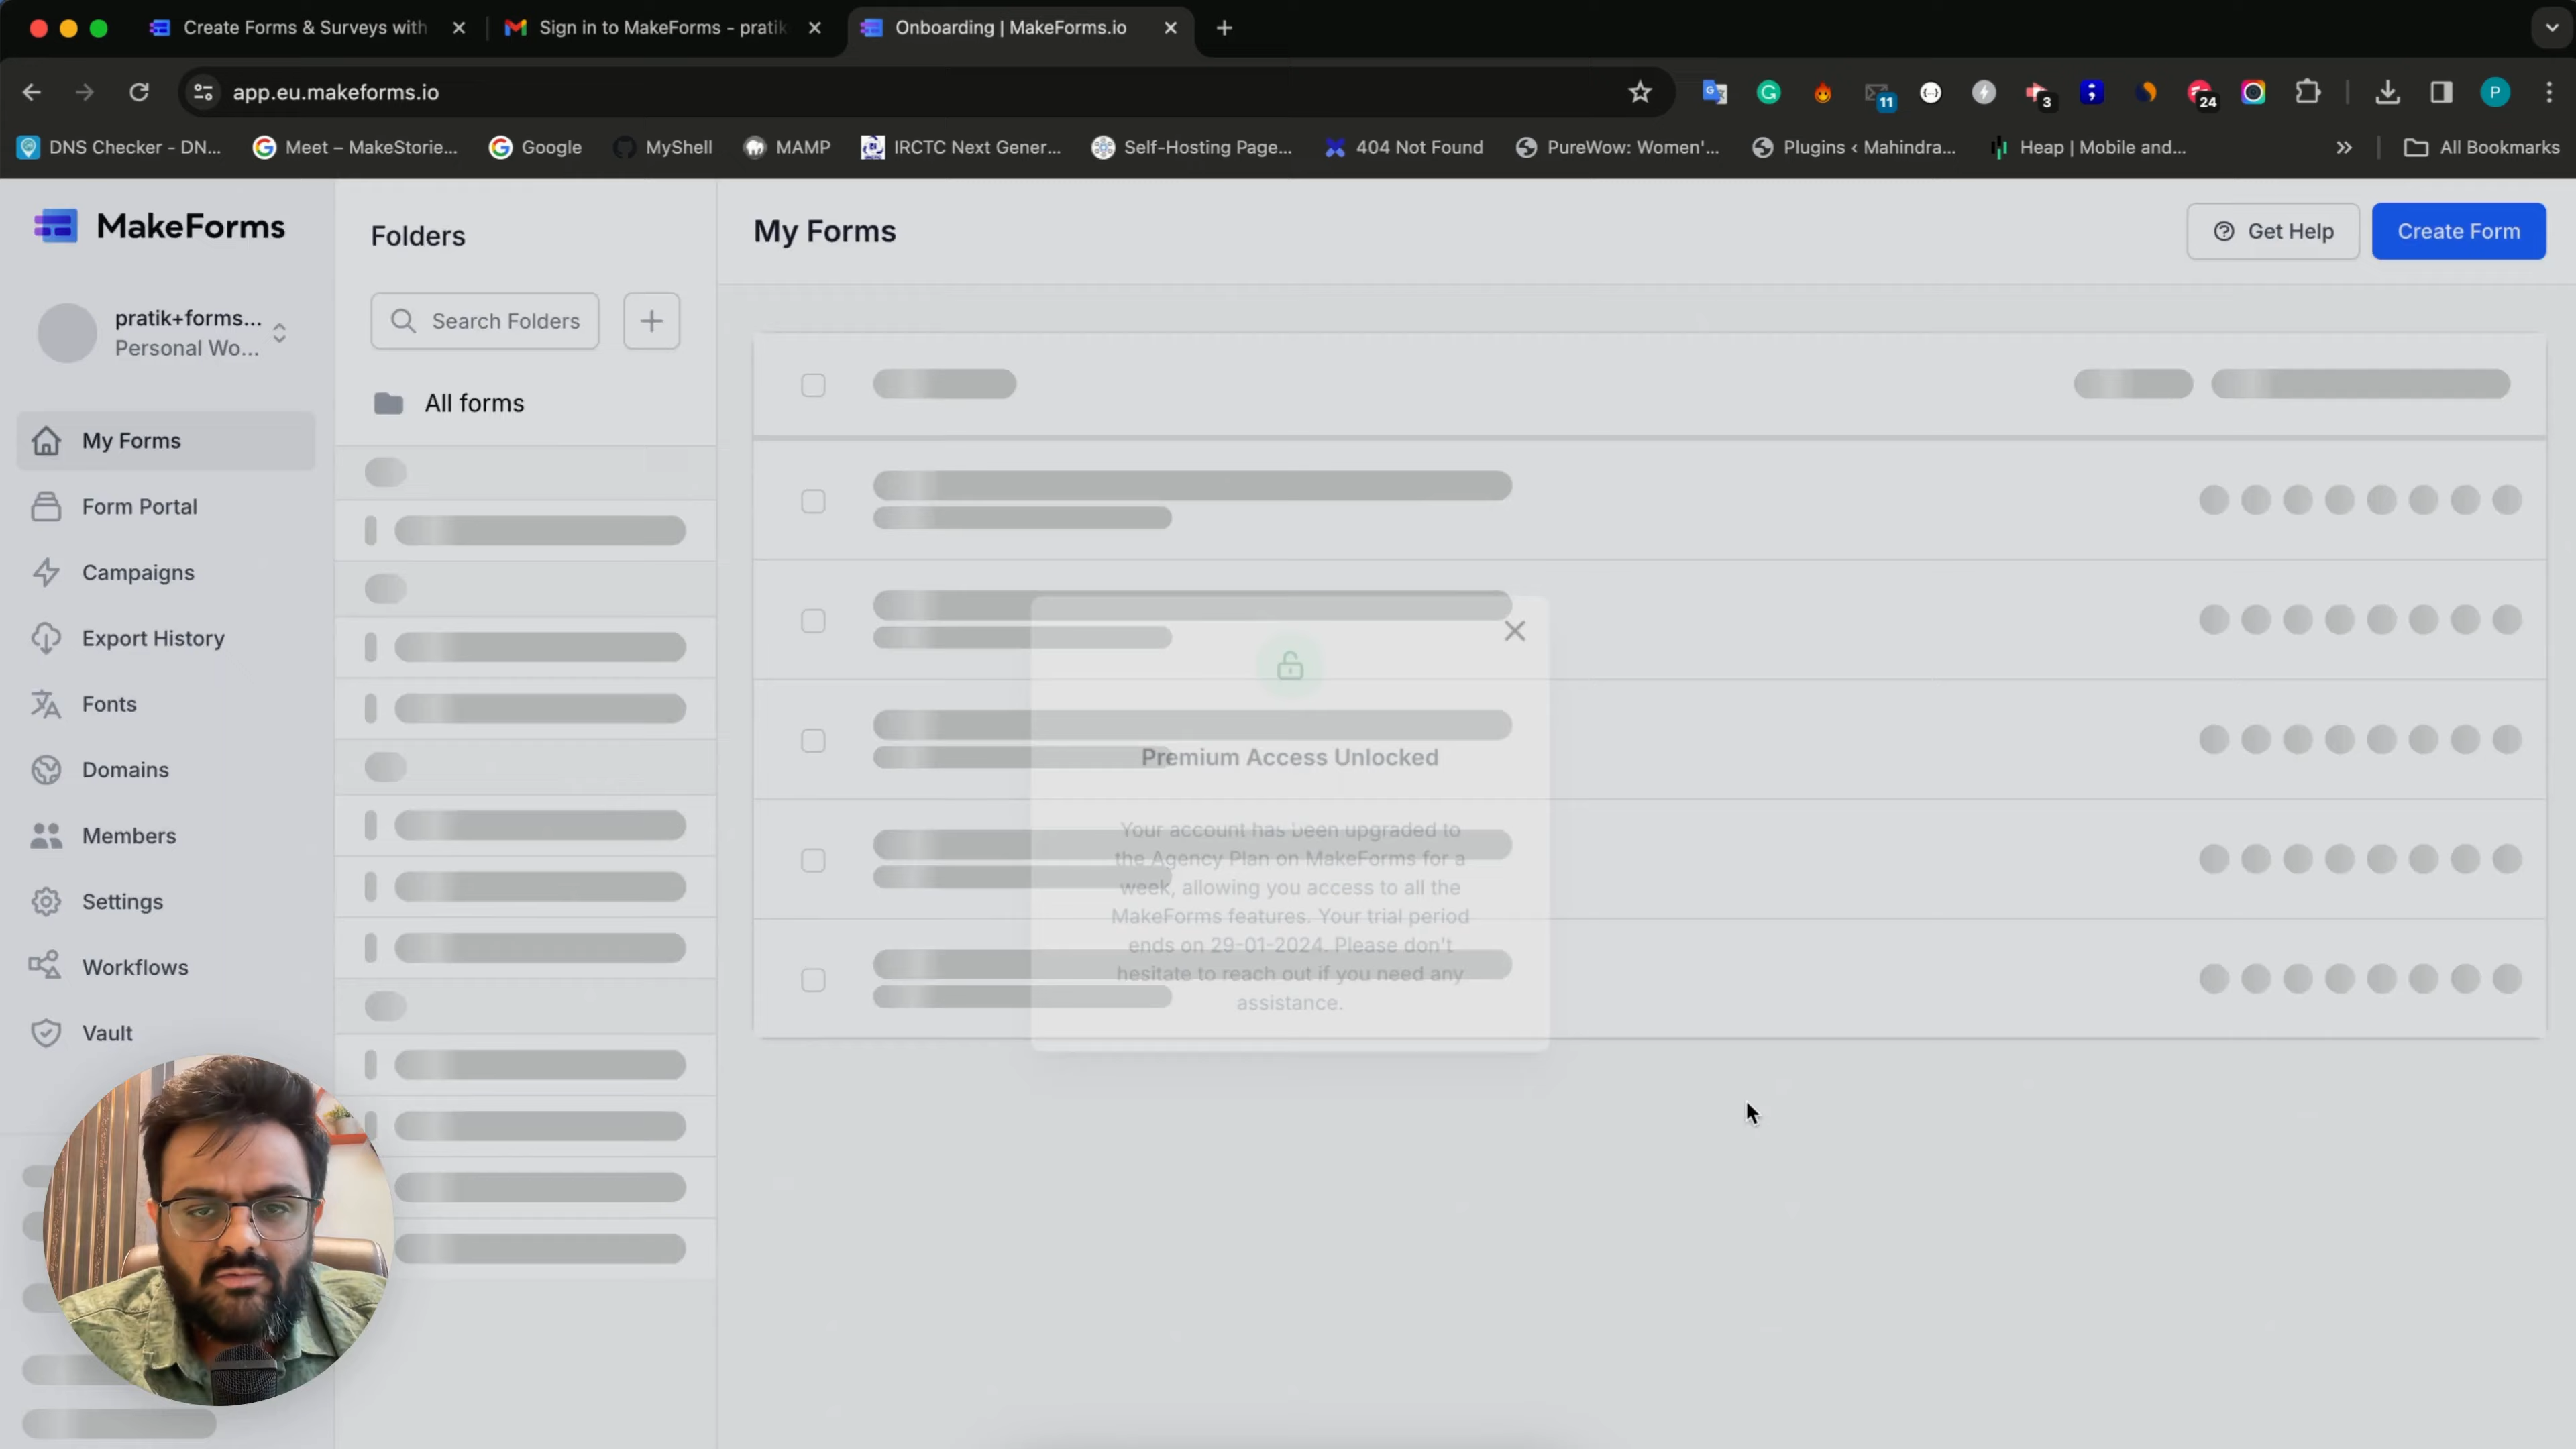 Create Forms & Surveys with
Sign in to MakeForms - pratik
Onboarding | MakeForms.io
app.eu.makeforms.io
11
3
24
P
DNS Checker - DN...
Meet – MakeStorie...
Google
MyShell
MAMP
IRCTC Next Gener...
Self-Hosting Page...
404 Not Found
PureWow: Women'...
Plugins ‹ Mahindra...
Heap | Mobile and...
All Bookmarks
MakeForms
Folders
My Forms
Get Help
Create Form
pratik+forms...
Personal Wo...
Search Folders
All forms
My Forms
Form Portal
Campaigns
Export History
Fonts
Domains
Members
Settings
Workflows
Vault
Premium Access Unlocked
Your account has been upgraded to
the Agency Plan on MakeForms for a
week, allowing you access to all the
MakeForms features. Your trial period
ends on 29-01-2024. Please don't
hesitate to reach out if you need any
assistance.